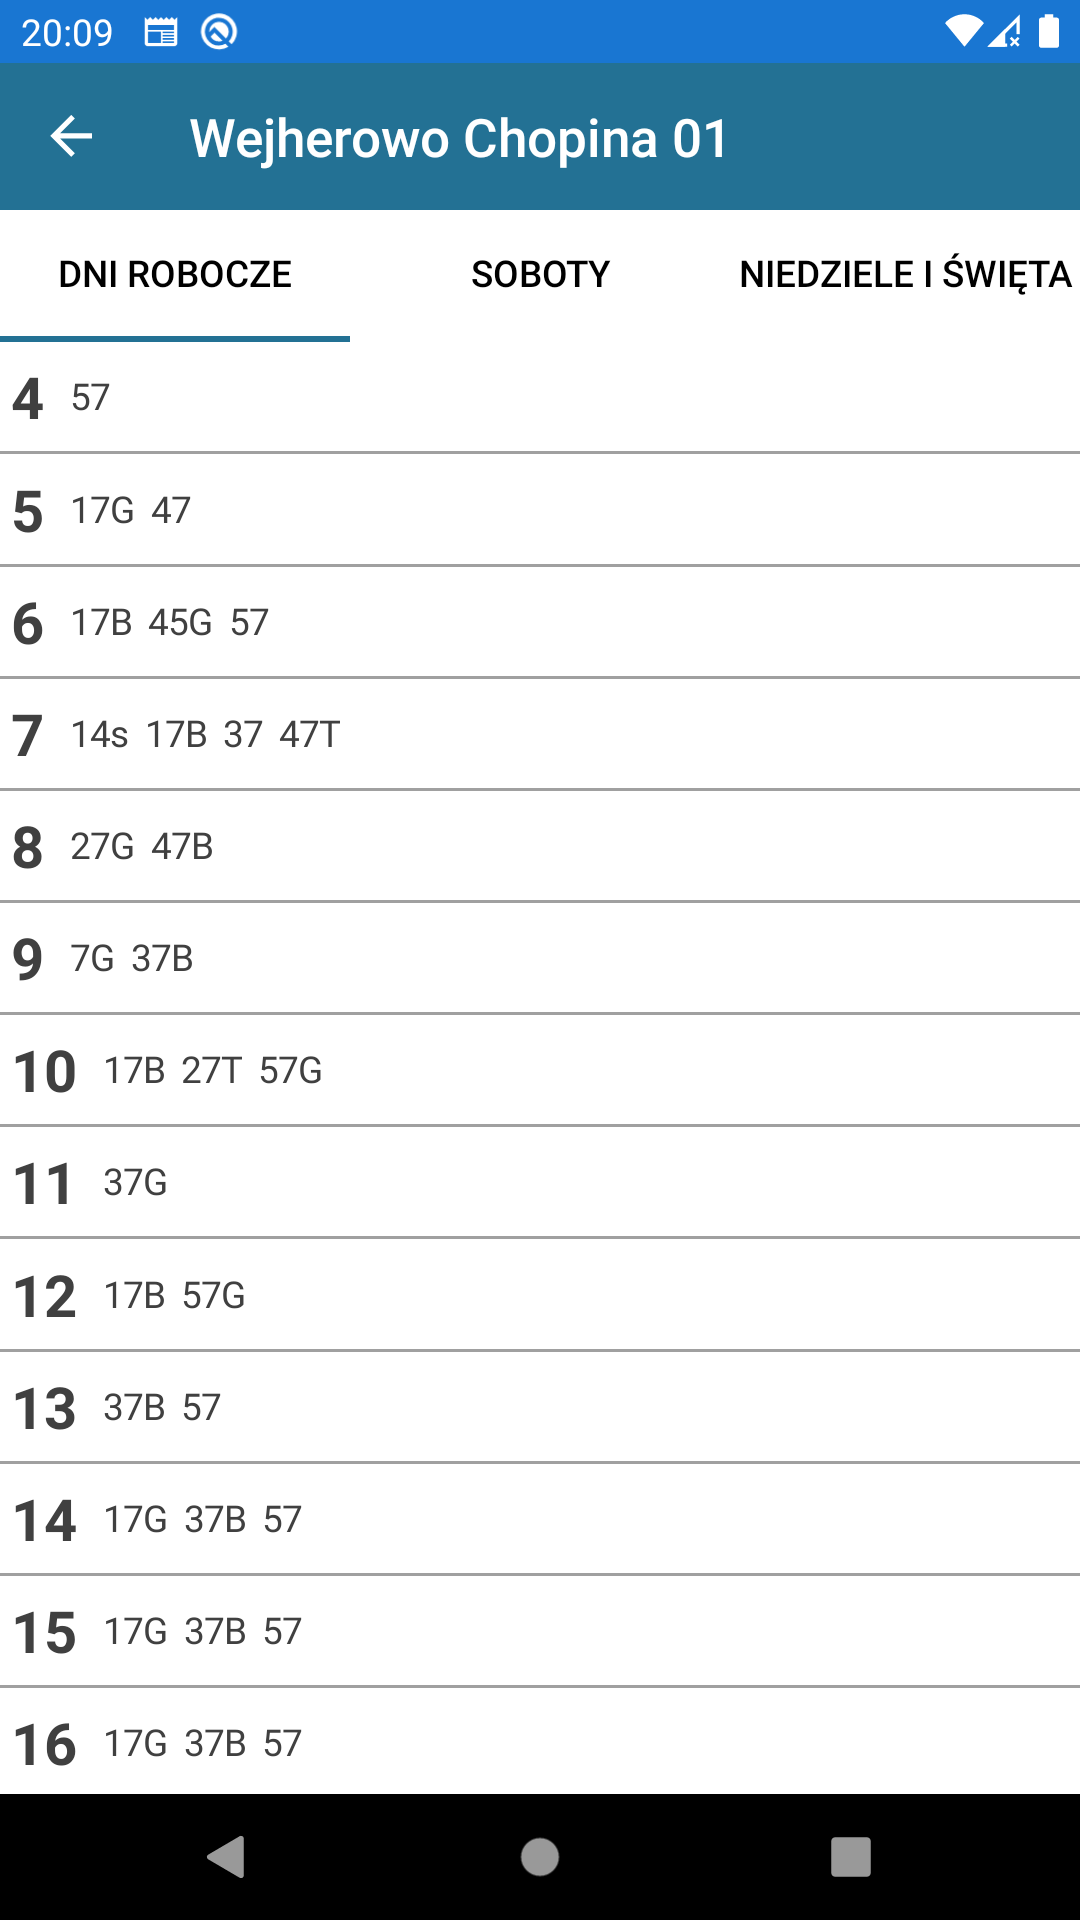 20:09
Wejherowo Chopina 01
DNI ROBOCZE SOBOTY NIEDZIELE I ŚWIĘTA
4 57
5 17G 47
6 17B 45G 57
7 14s 17B 37 47T
8 27G 47B
9 7G 37B
10 17B 27T 57G
11 37G
12 17B 57G
13 37B 57
14 17G 37B 57
15 17G 37B 57
16 17G 37B 57